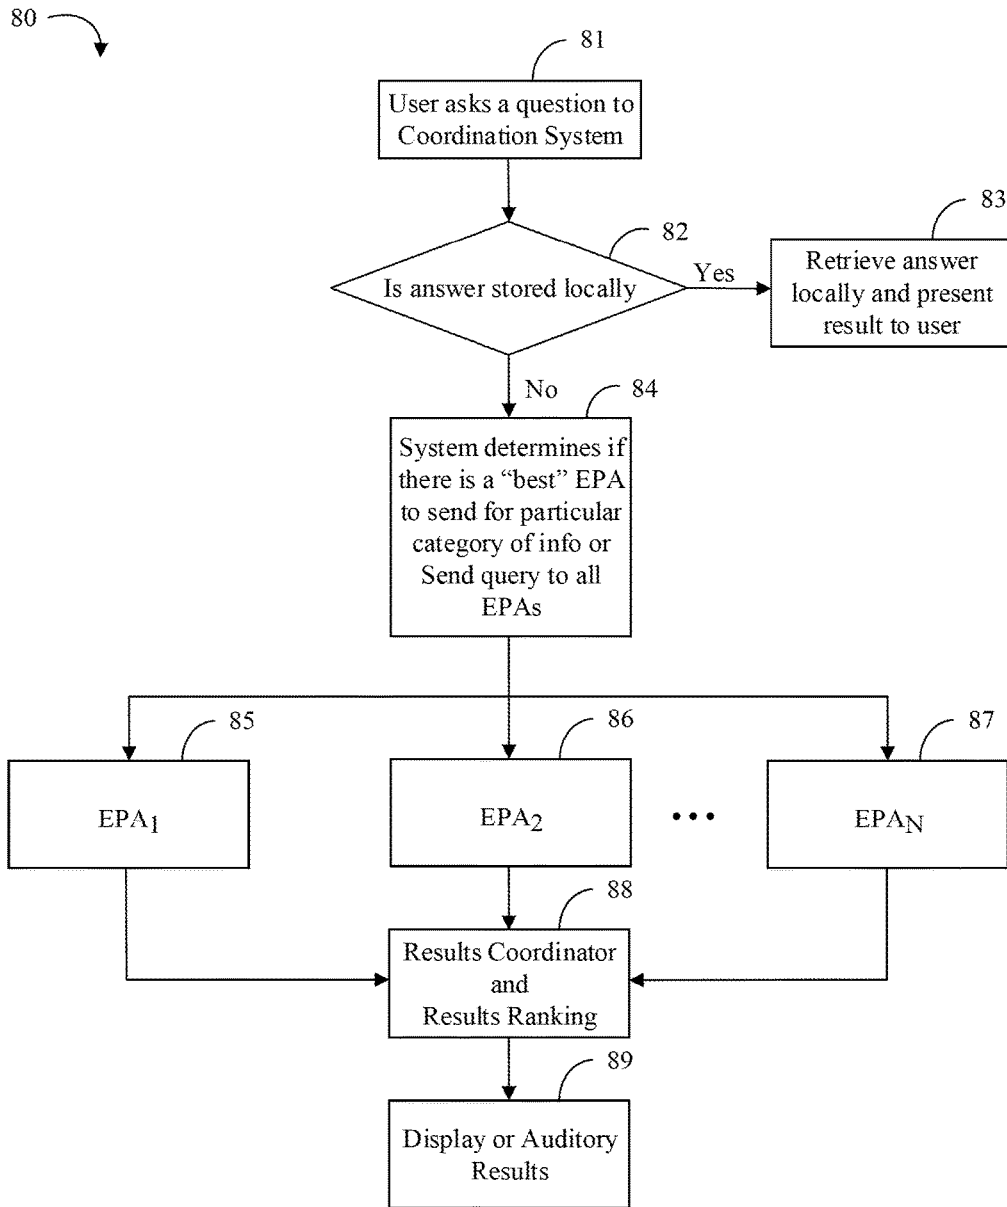 80
81
User asks a question to
Coordination System
82
Is answer stored locally
Yes
83
Retrieve answer
locally and present
result to user
No
84
System determines if
there is a “best” EPA
to send for particular
category of info or
Send query to all
EPAs
85
EPA1
86
EPA2
• • •
87
EPAN
88
Results Coordinator
and
Results Ranking
89
Display or Auditory
Results